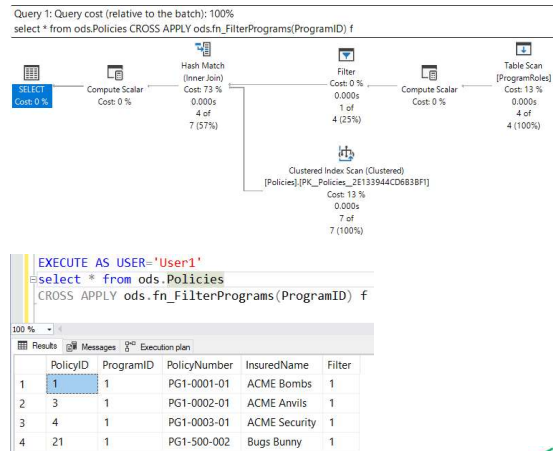 Query 1: Query cost (relative to the batch): 100%
select * from ods.Policies CROSS APPLY ods.fn_FilterPrograms(ProgramID) f
SELECT
Cost: 0 %
Compute Scalar
Cost: 0 %
Hash Match
(Inner Join)
Cost: 73 %
0.000s
4 of
7 (57%)
Filter
Cost: 0 %
0.000s
1 of
4 (25%)
Compute Scalar
Cost: 0 %
Table Scan
[ProgramRoles]
Cost: 13 %
0.000s
4 of
4 (100%)
Clustered Index Scan (Clustered)
[Policies].[PK__Policies__2E133944CD6B3BF1]
Cost: 13 %
0.000s
7 of
7 (100%)
EXECUTE AS USER='User1'
select * from ods.Policies
CROSS APPLY ods.fn_FilterPrograms(ProgramID) f
100 %
Results Messages Execution plan
PolicyID ProgramID PolicyNumber InsuredName Filter
1 1 1 PG1-0001-01 ACME Bombs 1
2 3 1 PG1-0002-01 ACME Anvils 1
3 4 1 PG1-0003-01 ACME Security 1
4 21 1 PG1-500-002 Bugs Bunny 1